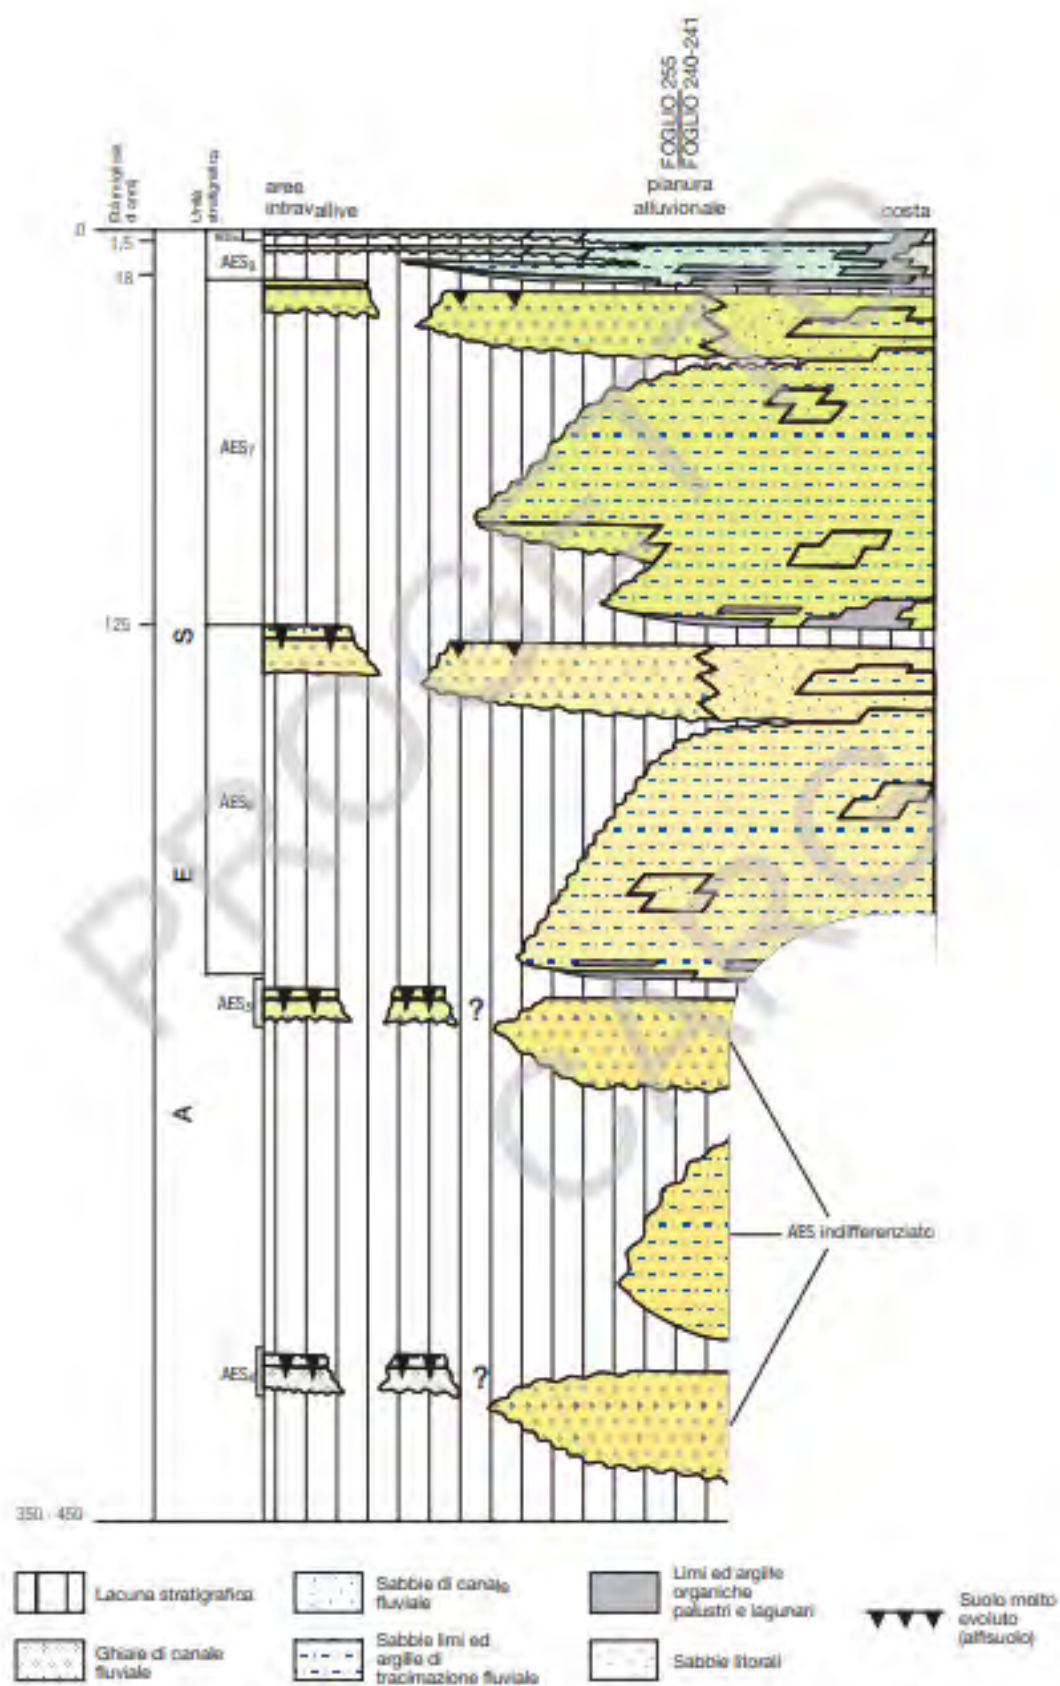 FOGLIO 255
FOGLIO 240-241
Età in migliaia
d'anni
Unità
stratigrafica
aree
intravallive
pianura
alluvionale
costa
0
1,5
18
AES8
AES7
125
S
AES6
E
AES5
?
A
AES indifferenziato
AES4
?
350 - 450
Lacuna stratigrafica
Ghiaie di canale
fluviale
Sabbie di canale
fluviale
Sabbie limi ed
argille di
tracimazione fluviale
Limi ed argille
organiche
palustri e lagunari
Sabbie litorali
Suolo molto
evoluto
(alfisuolo)
PROGETTO
CARG